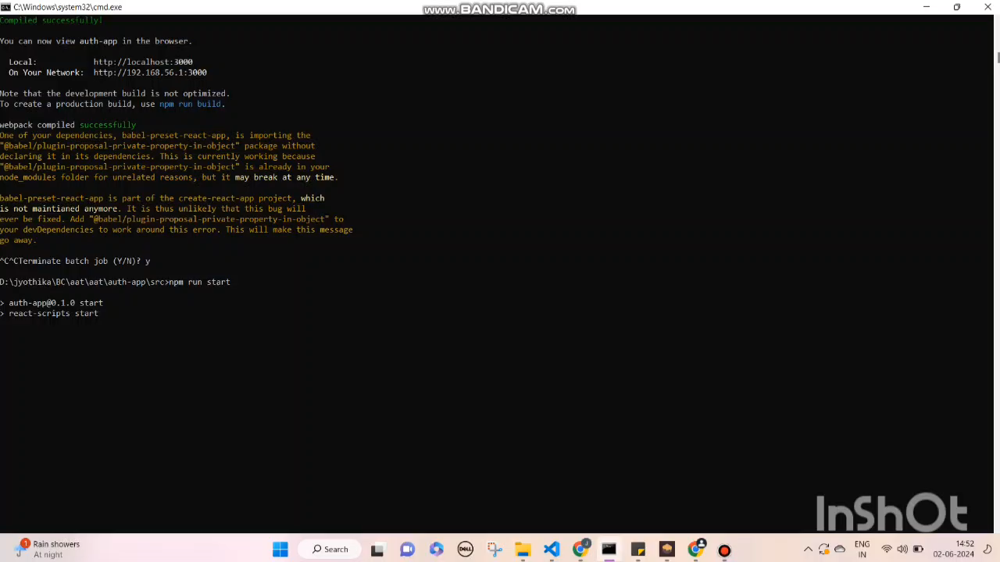 C:\Windows\system32\cmd.exe
www.BANDICAM.com
Compiled successfully!
You can now view auth-app in the browser.
Local: http://localhost:3000
On Your Network: http://192.168.56.1:3000
Note that the development build is not optimized.
To create a production build, use npm run build.
webpack compiled successfully
One of your dependencies, babel-preset-react-app, is importing the
"@babel/plugin-proposal-private-property-in-object" package without
declaring it in its dependencies. This is currently working because
"@babel/plugin-proposal-private-property-in-object" is already in your
node_modules folder for unrelated reasons, but it may break at any time.
babel-preset-react-app is part of the create-react-app project, which
is not maintianed anymore. It is thus unlikely that this bug will
ever be fixed. Add "@babel/plugin-proposal-private-property-in-object" to
your devDependencies to work around this error. This will make this message
go away.
^C^CTerminate batch job (Y/N)? y
D:\jyothika\BC\aat\aat\auth-app\src>npm run start
> auth-app@0.1.0 start
> react-scripts start
InShOt
1
Rain showers
At night
Search
DELL
J
ENG
IN
14:52
02-06-2024